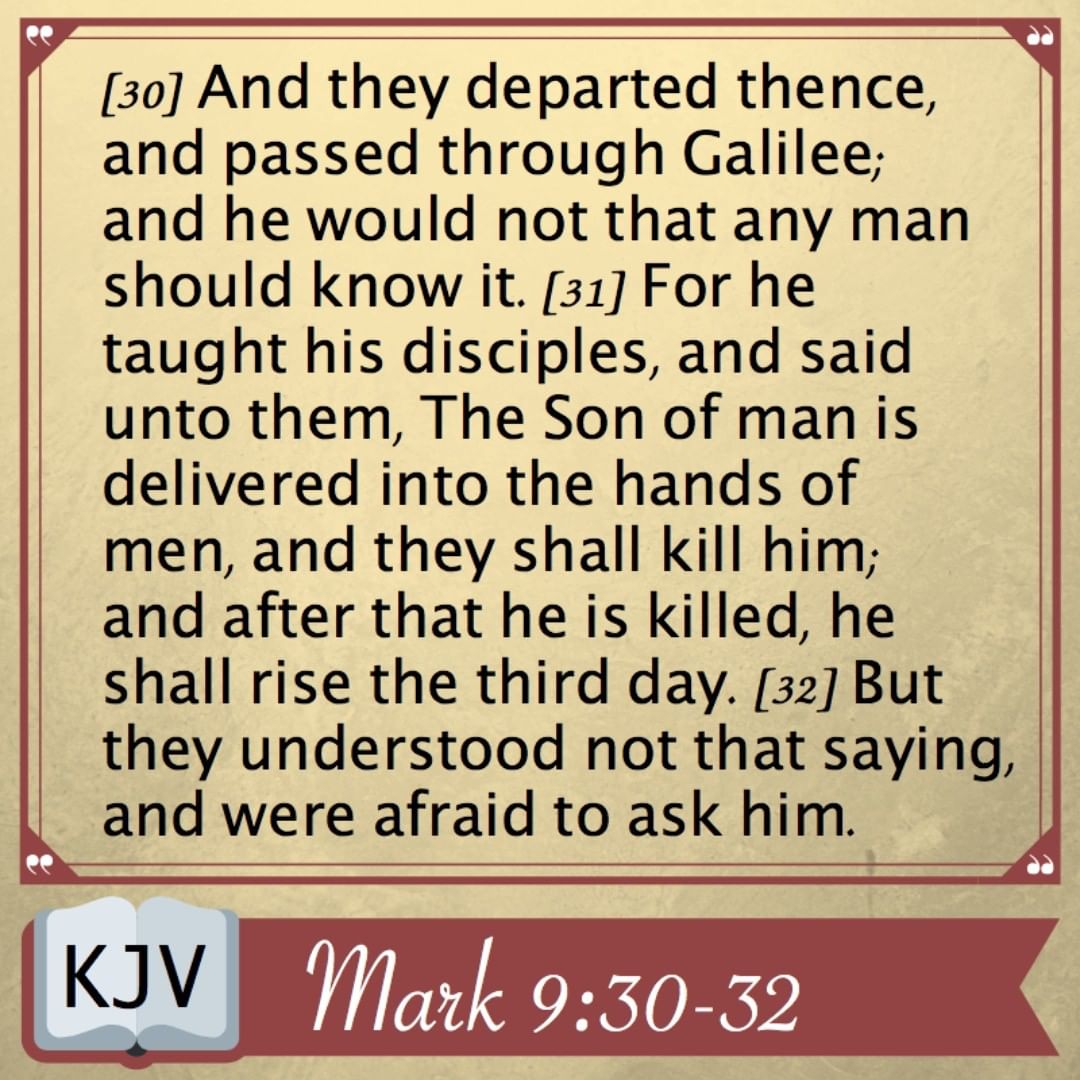 [30] And they departed thence,
and passed through Galilee;
and he would not that any man
should know it. [31] For he
taught his disciples, and said
unto them, The Son of man is
delivered into the hands of
men, and they shall kill him;
and after that he is killed, he
shall rise the third day. [32] But
they understood not that saying,
and were afraid to ask him.
KJV
Mark 9:30-32